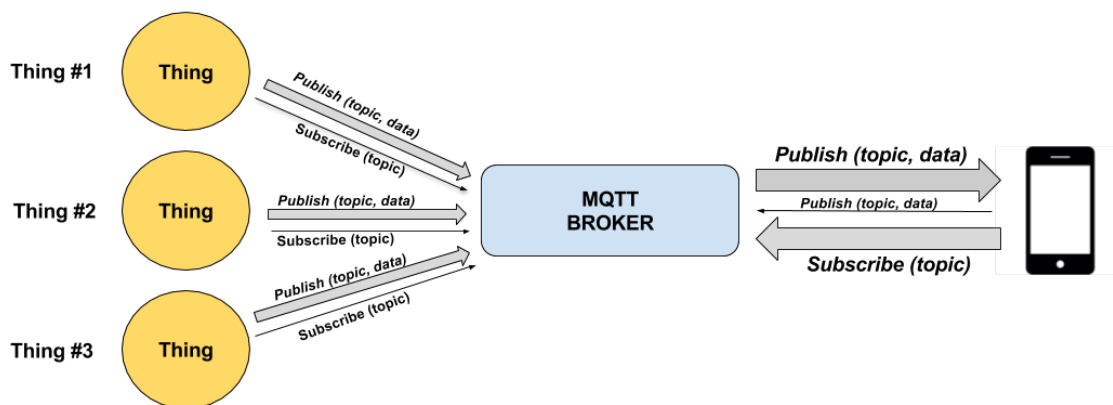 Thing #1
Thing
Publish (topic, data)
Subscribe (topic)
Thing #2
Thing
Publish (topic, data)
Subscribe (topic)
Thing #3
Thing
Publish (topic, data)
Subscribe (topic)
MQTT
BROKER
Publish (topic, data)
Publish (topic, data)
Subscribe (topic)